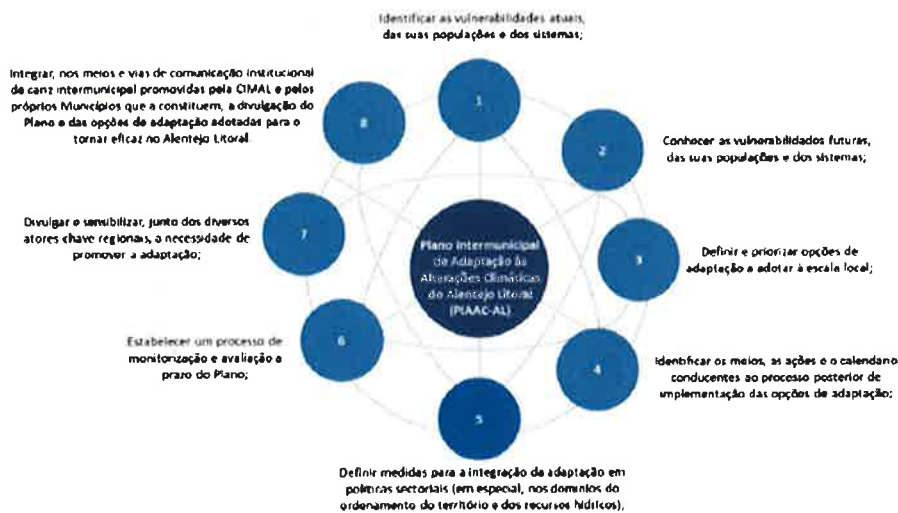 Identificar as vulnerabilidades atuais,
das suas populações e dos sistemas;
1
Conhecer as vulnerabilidados futuras,
das suas populações e dos sistemas;
2
Definir e priorizar opções de
adaptação a adotar à escala local;
3
Identificar os meios, as ações e o calendano
conducentes ao processo posterior de
implementação das opções de adaptação;
4
5
Definir medidas para a integração da adaptação em
politicas sectoriais (em especial, nos dominios do
ordenamento do território e dos recursos hidricos),
Estabelecer um processo de
monitorização e avaliação a
prazo do Plano;
6
Divulgar e sensibilizar, junto dos diversos
atores chave regionais, a necessidade de
promover a adaptação;
7
Integrar, nos meios e vias de comunicação institucional
de cariz intermunicipal promovidas pela CIMAL e pelos
próprios Municípios que a constituem, a divulgação do
Plano e das opções de adaptação adotadas para o
tornar eficaz no Alentejo Litoral.
8
Plano Intermunicipal
de Adaptação às
Alterações Climáticas
do Alentejo Litoral
(PIAAC-AL)